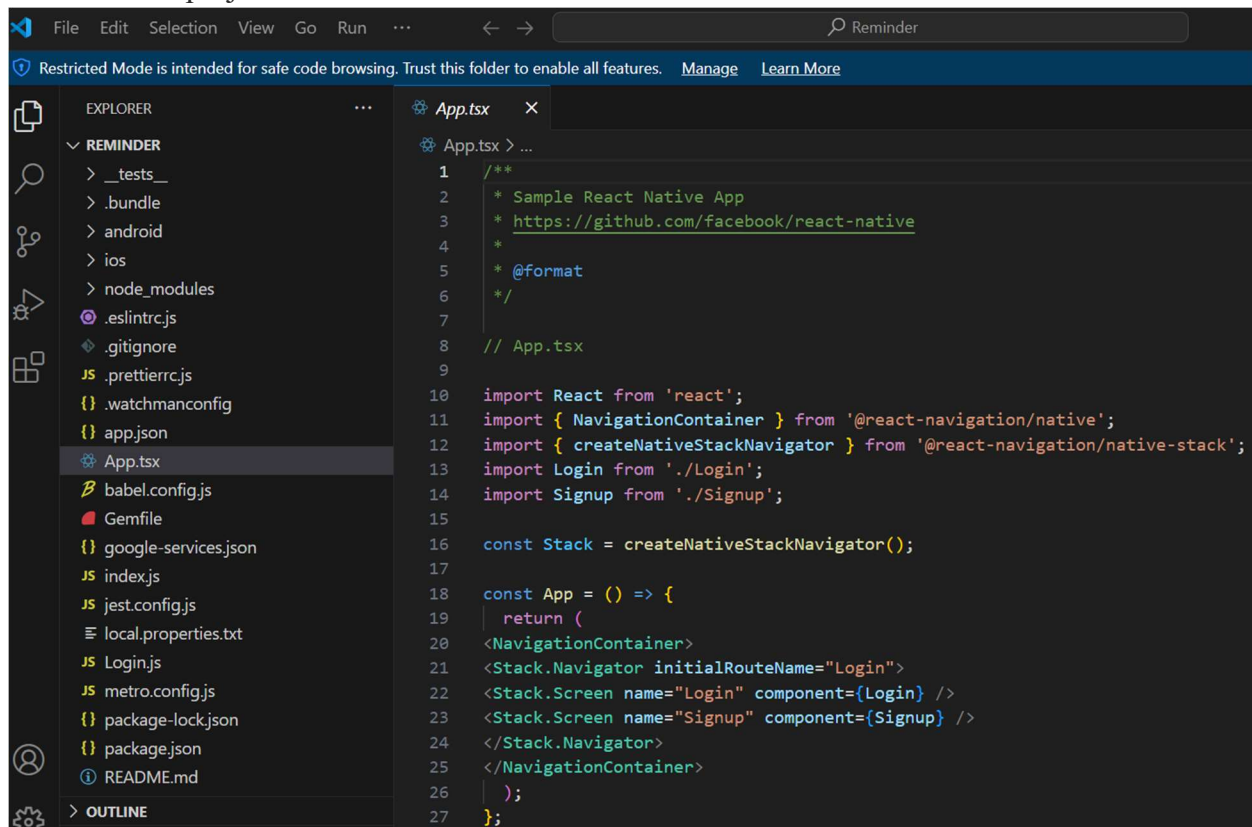 File Edit Selection View Go Run ··· ← → Reminder
Restricted Mode is intended for safe code browsing. Trust this folder to enable all features. Manage Learn More
EXPLORER ···
REMINDER
> __tests__
> .bundle
> android
> ios
> node_modules
.eslintrc.js
.gitignore
JS .prettierrc.js
{} .watchmanconfig
{} app.json
App.tsx
babel.config.js
Gemfile
{} google-services.json
JS index.js
JS jest.config.js
local.properties.txt
JS Login.js
JS metro.config.js
{} package-lock.json
{} package.json
README.md
> OUTLINE
App.tsx ×
App.tsx > ...
1 /**
2 * Sample React Native App
3 * https://github.com/facebook/react-native
4 *
5 * @format
6 */
7
8 // App.tsx
9
10 import React from 'react';
11 import { NavigationContainer } from '@react-navigation/native';
12 import { createNativeStackNavigator } from '@react-navigation/native-stack';
13 import Login from './Login';
14 import Signup from './Signup';
15
16 const Stack = createNativeStackNavigator();
17
18 const App = () => {
19 return (
20 <NavigationContainer>
21 <Stack.Navigator initialRouteName="Login">
22 <Stack.Screen name="Login" component={Login} />
23 <Stack.Screen name="Signup" component={Signup} />
24 </Stack.Navigator>
25 </NavigationContainer>
26 );
27 };